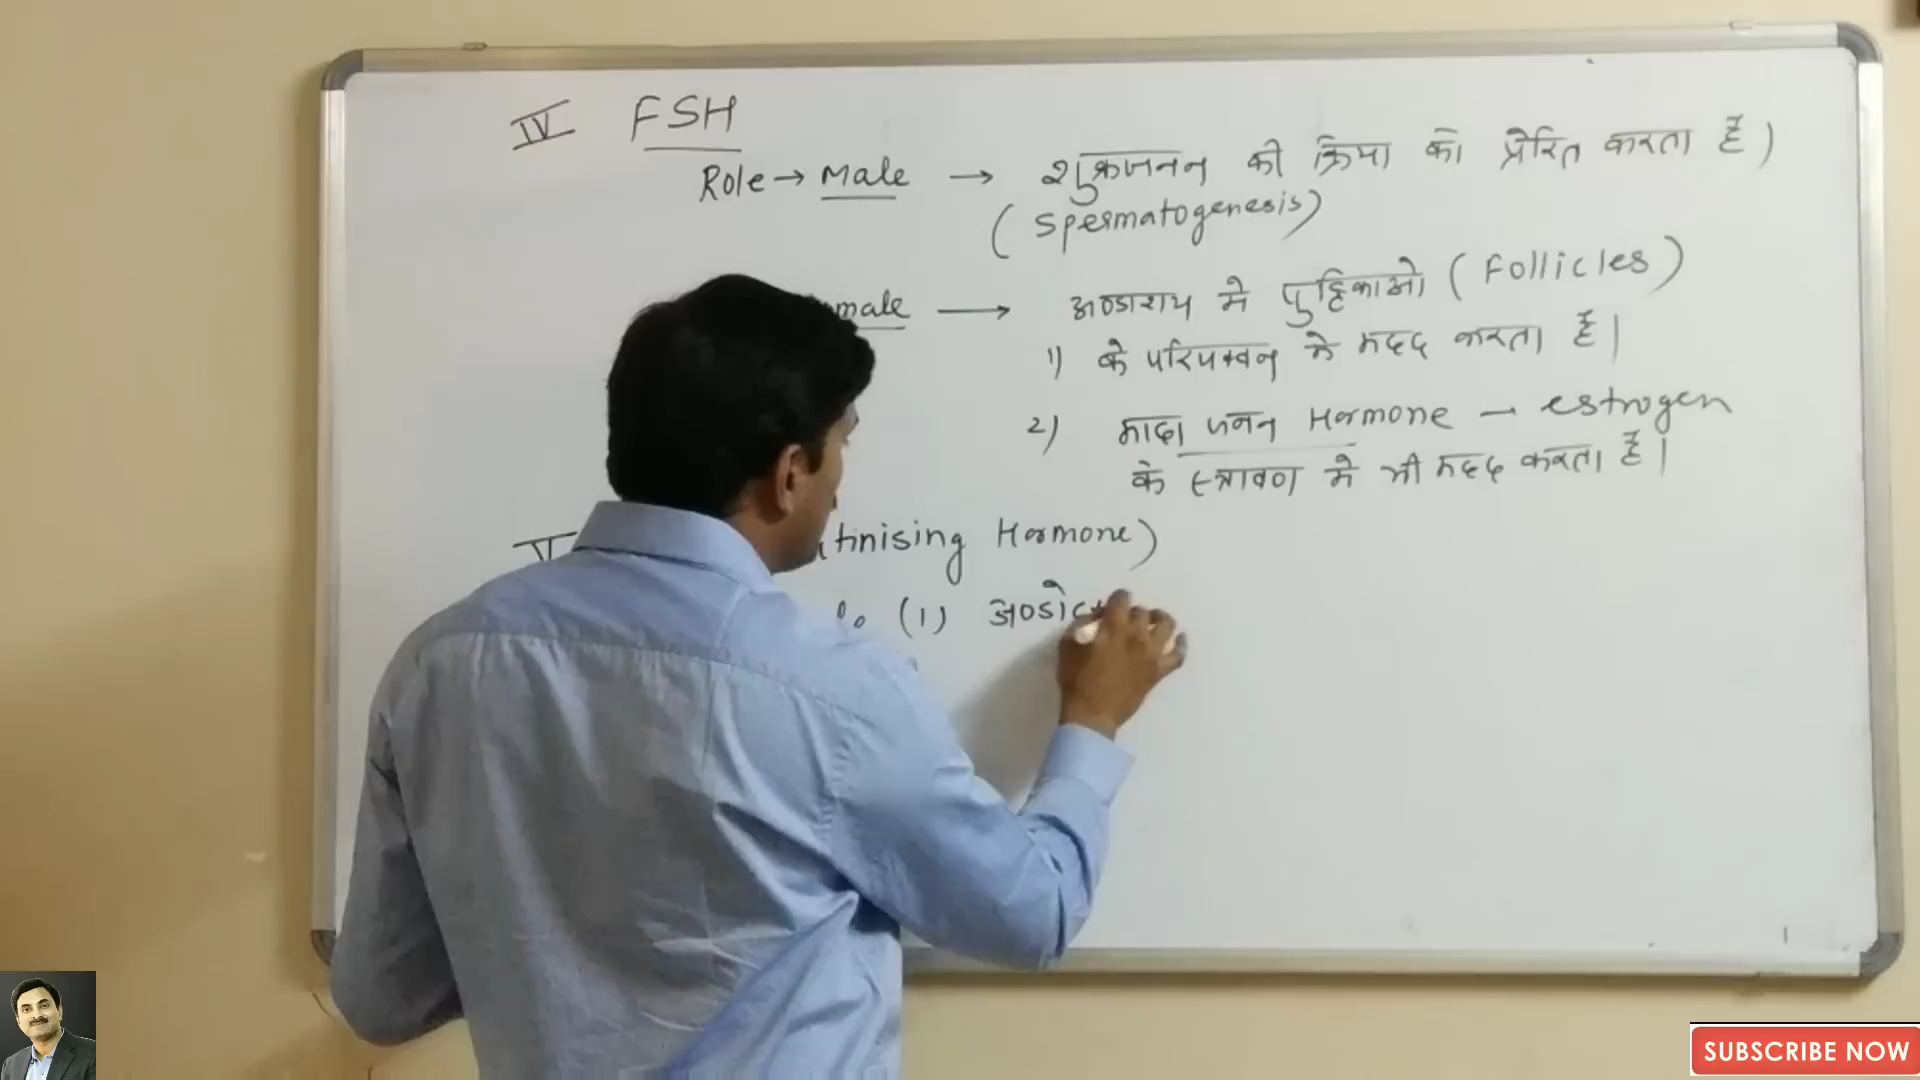 IV FSH
Role → Male → शुक्रजनन की क्रिया को प्रेरित करता है।
(Spermatogenesis)
male → अण्डाशय मे पुट्टिकाओ (Follicles)
1) के परिपक्वन मे मदद करता है।
2) मादा जनन Hormone - estrogen
के स्त्रावण मे भी मदद करता है।
tinising Hormone)
(1) अण्डोत
SUBSCRIBE NOW